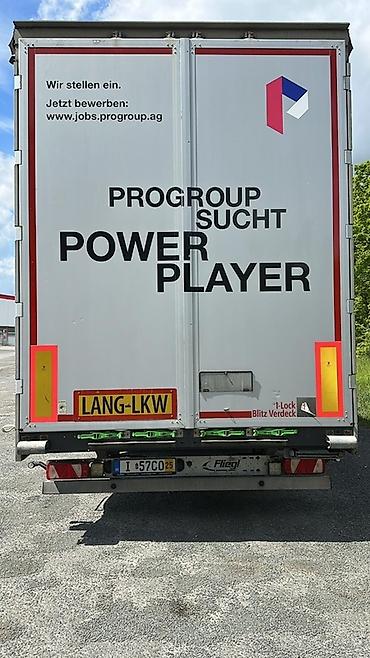 Wir stellen ein.
Jetzt bewerben:
www.jobs.progroup.ag
PROGROUP
SUCHT
POWER
PLAYER
LANG-LKW
I-Lock
Blitz Verdeck
Fliegl